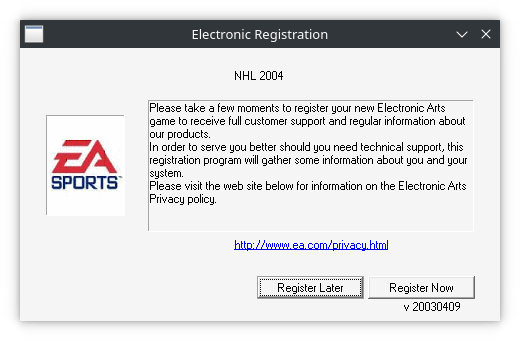 Electronic Registration
NHL 2004
Please take a few moments to register your new Electronic Arts
game to receive full customer support and regular information about
our products.
In order to serve you better should you need technical support, this
registration program will gather some information about you and your
system.
Please visit the web site below for information on the Electronic Arts
Privacy policy.
EA
SPORTS™
http://www.ea.com/privacy.html
Register Later
Register Now
v 20030409